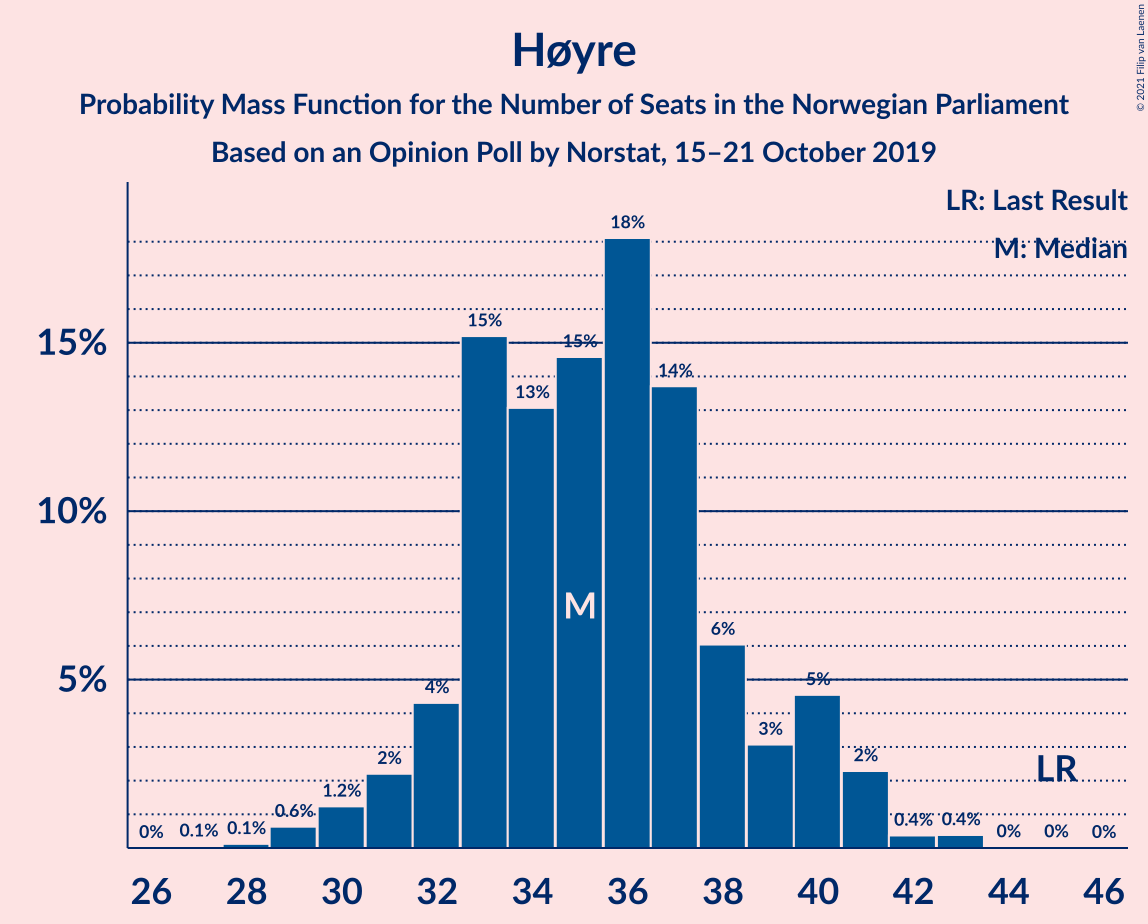 Høyre
Probability Mass Function for the Number of Seats in the Norwegian Parliament
Based on an Opinion Poll by Norstat, 15–21 October 2019
© 2021 Filip van Laenen
LR: Last Result
M: Median
18%
15%
15%
15%
14%
13%
10%
M
6%
5%
5%
4%
3%
2%
2%
LR
1.2%
0.6%
0.4%
0.4%
0%
0.1%
0.1%
0%
0%
0%
26 28 30 32 34 36 38 40 42 44 46